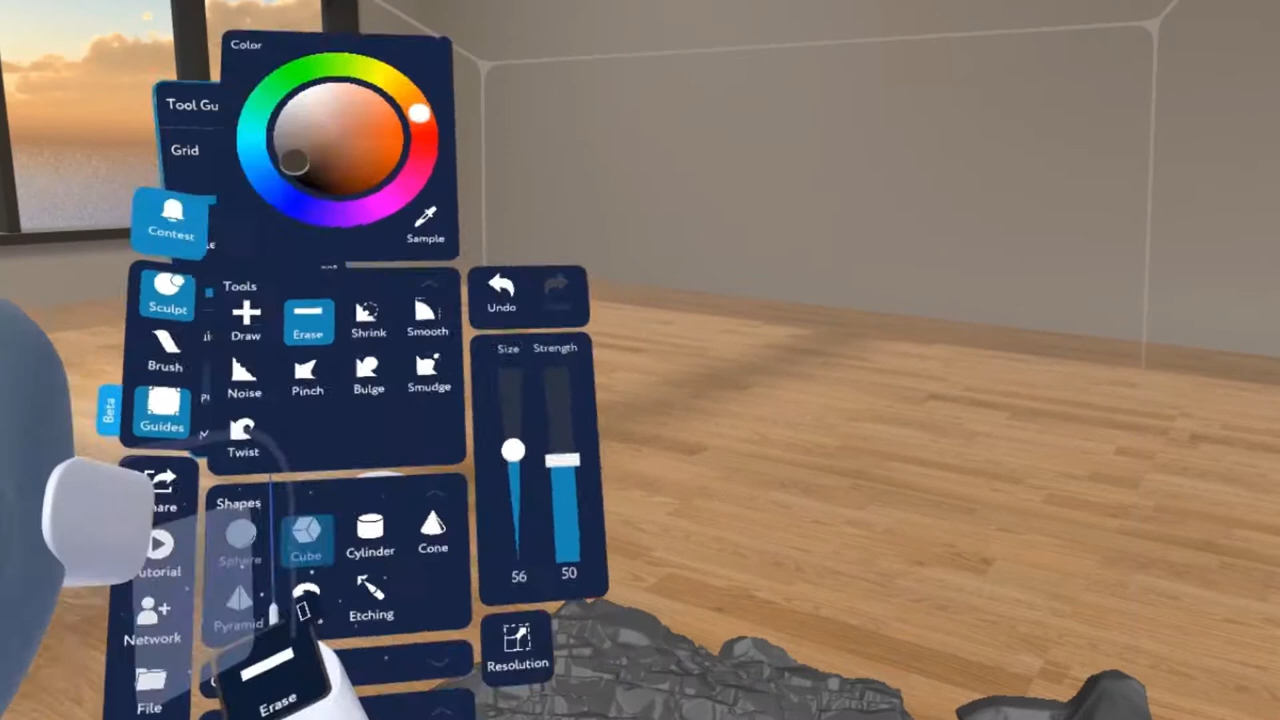 Color
Tool Gu
Grid
Contest
Sample
Tools
Sculpt
Draw
Erase
Shrink
Smooth
Undo
Brush
Noise
Pinch
Bulge
Smudge
Size
Strength
Beta
Guides
Twist
Shapes
Sphere
Cube
Cylinder
Cone
56
50
Tutorial
Pyramid
Etching
Network
Resolution
File
Erase